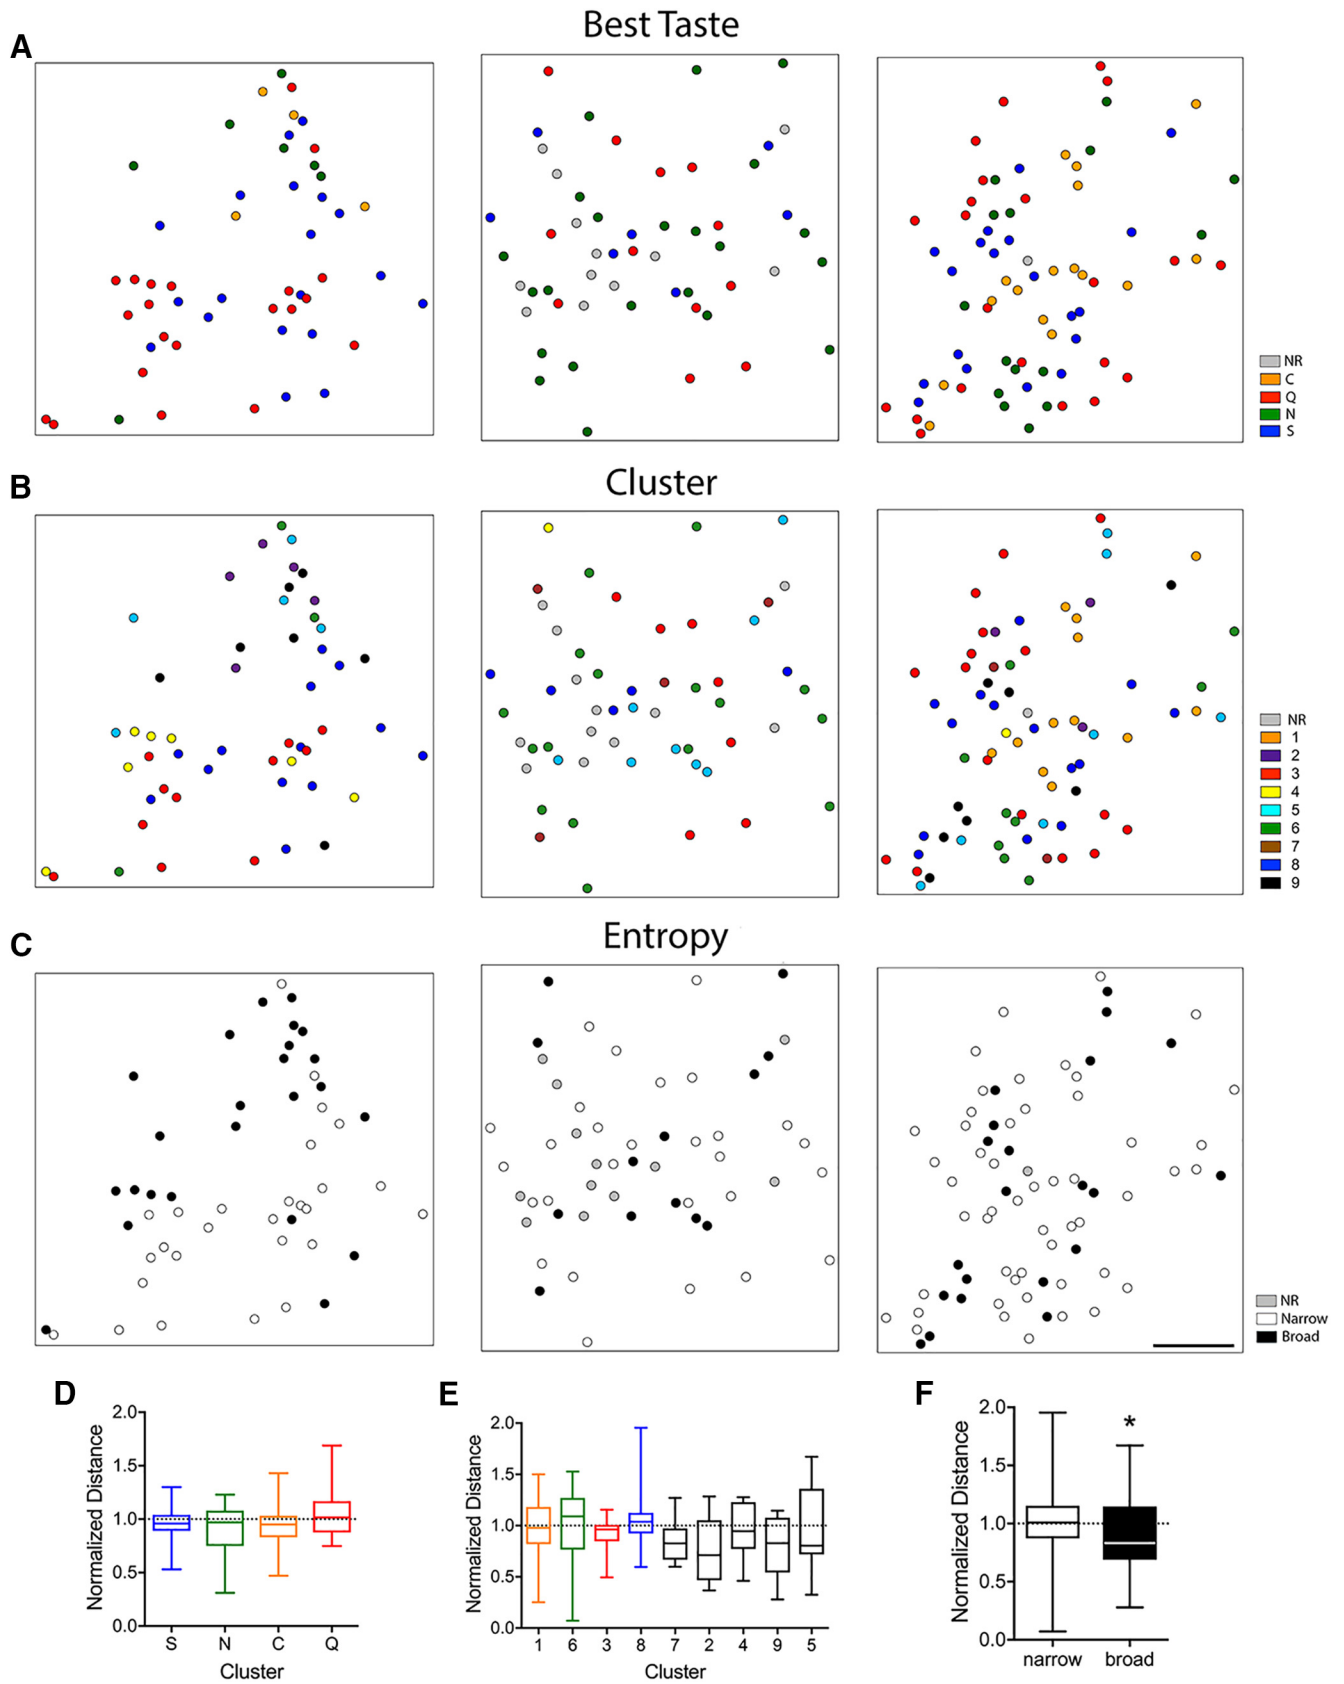 A
Best Taste
NR
C
Q
N
S
B
Cluster
NR
1
2
3
4
5
6
7
8
9
C
Entropy
NR
Narrow
Broad
D
Normalized Distance
2.0
1.5
1.0
0.5
0.0
S N C Q
Cluster
E
Normalized Distance
2.0
1.5
1.0
0.5
0.0
1 6 3 8 7 2 4 9 5
Cluster
F
Normalized Distance
2.0
1.5
1.0
0.5
0.0
*
narrow broad